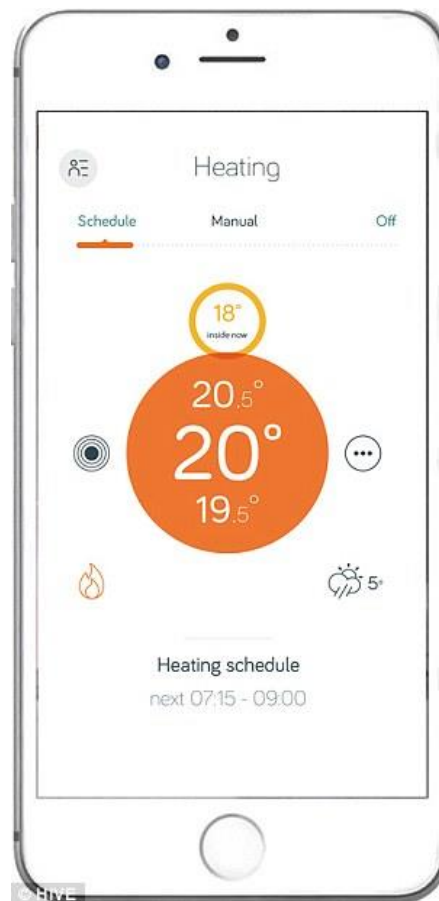 Heating
Schedule Manual Off
18°
inside now
20.5°
20°
19.5°
5°
Heating schedule
next 07:15 - 09:00
© HIVE